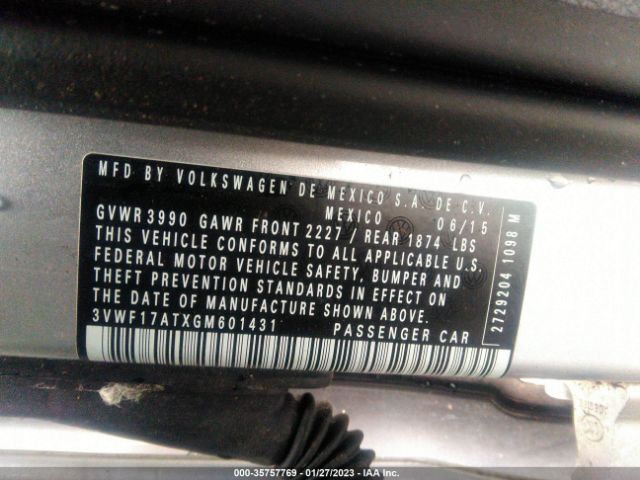 MFD BY VOLKSWAGEN DE MEXICO S.A. DE C.V.
MEXICO 06/15
GVWR 3990 GAWR FRONT 2227 / REAR 1874 LBS
THIS VEHICLE CONFORMS TO ALL APPLICABLE U.S.
FEDERAL MOTOR VEHICLE SAFETY, BUMPER AND
THEFT PREVENTION STANDARDS IN EFFECT ON
THE DATE OF MANUFACTURE SHOWN ABOVE.
3VWF17ATXGM601431 PASSENGER CAR
2729204 1098 M
000-35757769 - 01/27/2023 - IAA Inc.